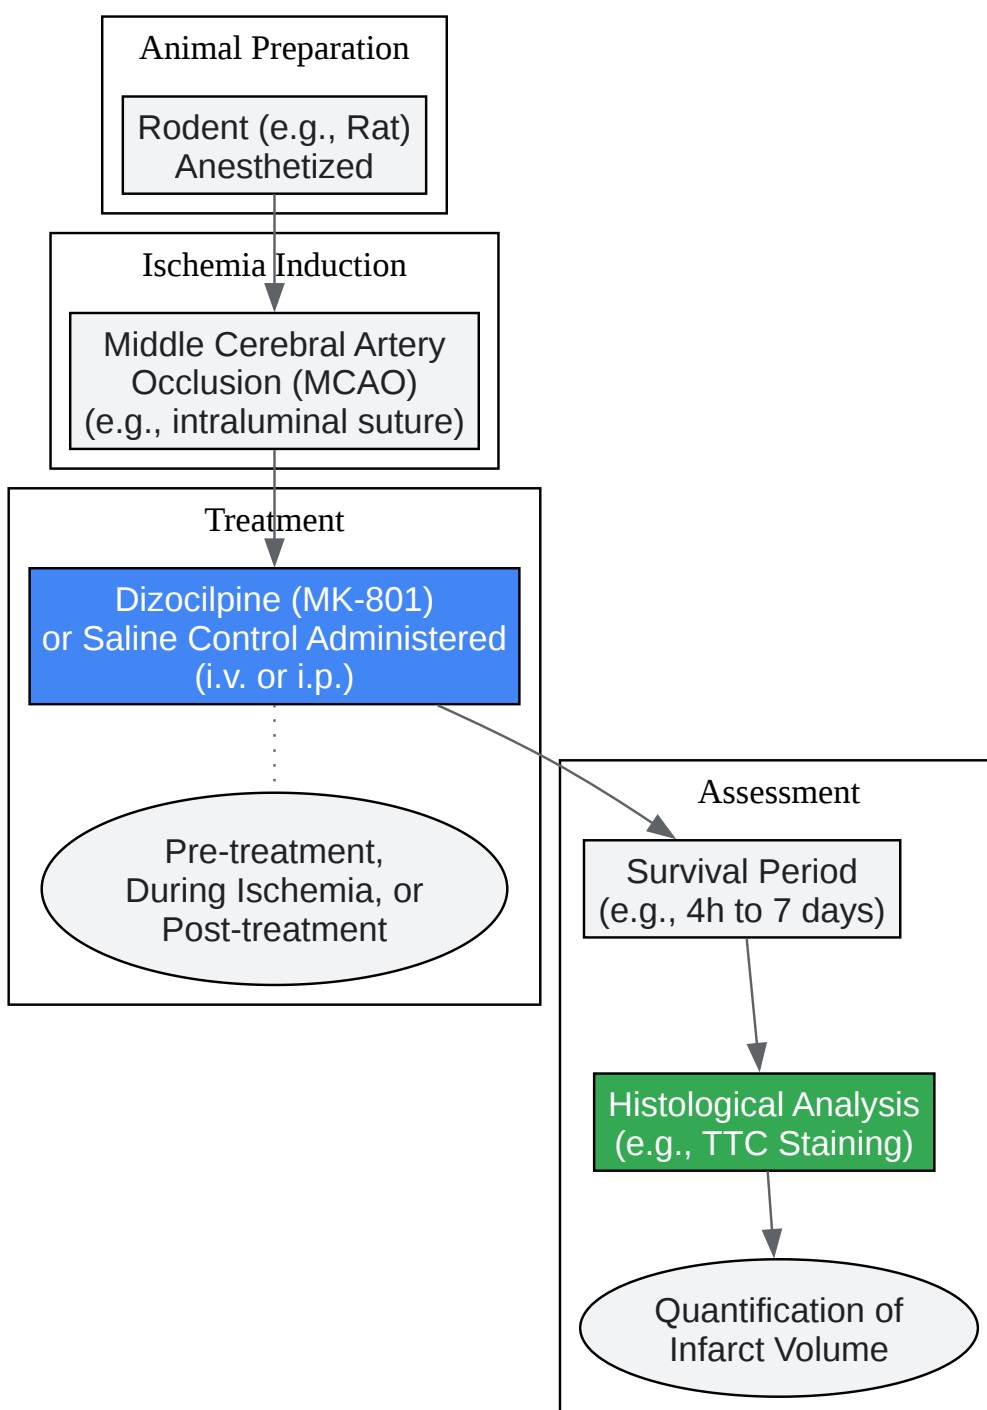 Animal Preparation
Rodent (e.g., Rat)
Anesthetized
Ischemia Induction
Middle Cerebral Artery
Occlusion (MCAO)
(e.g., intraluminal suture)
Treatment
Dizocilpine (MK-801)
or Saline Control Administered
(i.v. or i.p.)
Pre-treatment,
During Ischemia, or
Post-treatment
Assessment
Survival Period
(e.g., 4h to 7 days)
Histological Analysis
(e.g., TTC Staining)
Quantification of
Infarct Volume